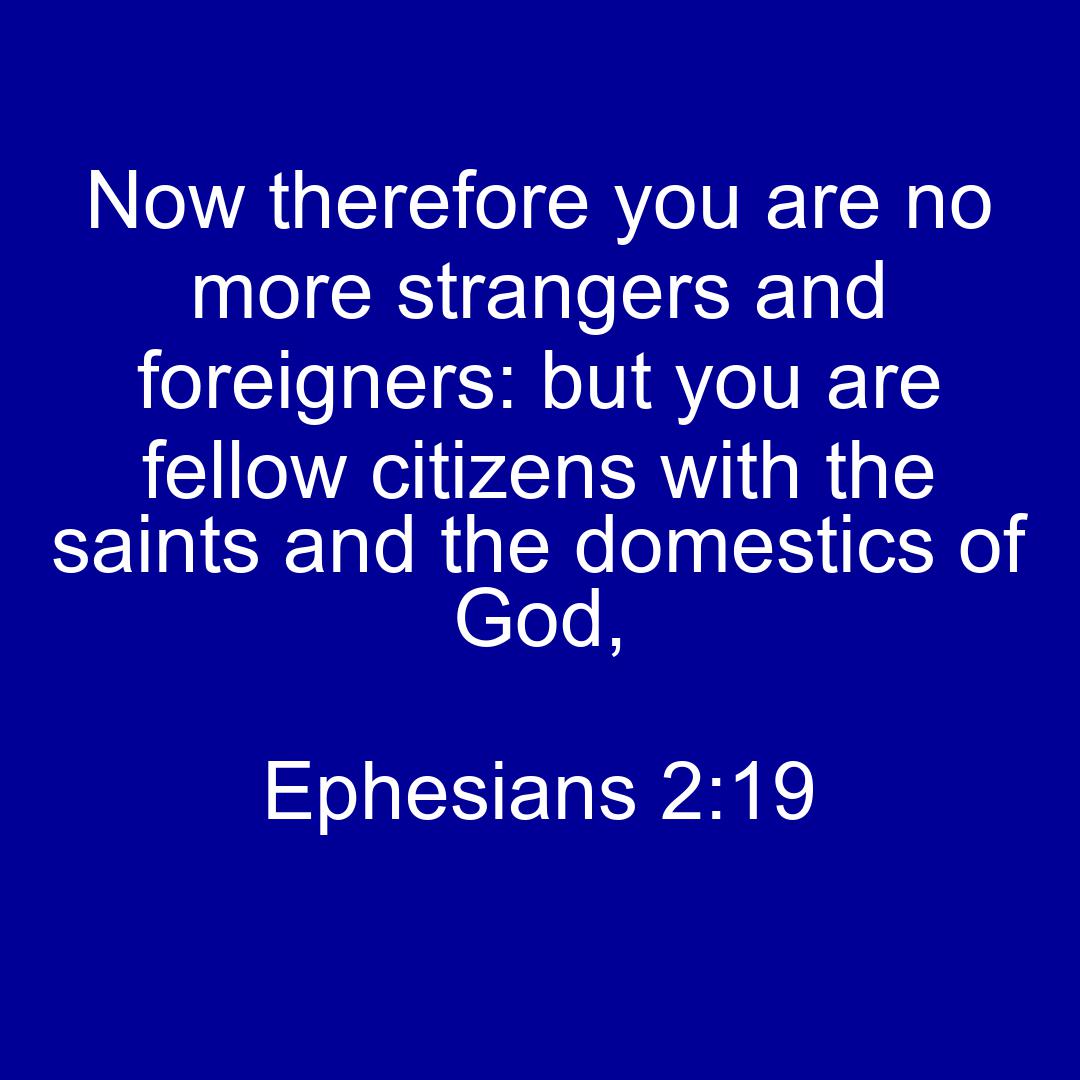 Now therefore you are no
more strangers and
foreigners: but you are
fellow citizens with the
saints and the domestics of
God,
Ephesians 2:19